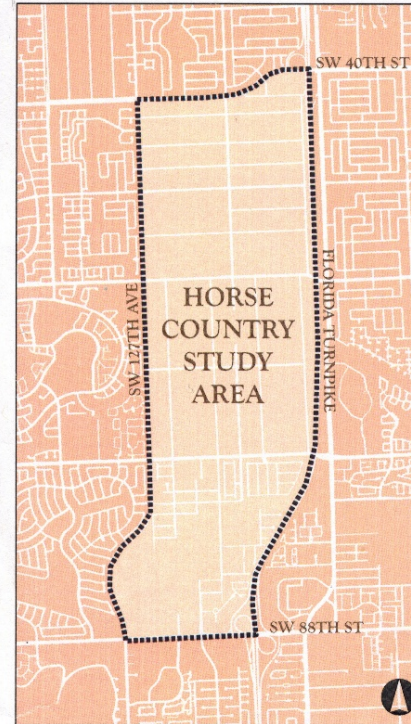 SW 40TH ST
SW 127TH AVE
FLORIDA TURNPIKE
HORSE
COUNTRY
STUDY
AREA
SW 88TH ST